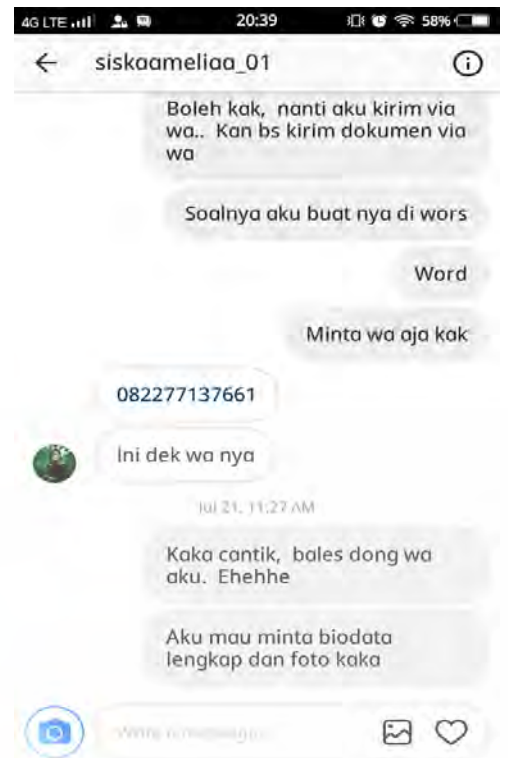 4G LTE 20:39 58%
siskaameliaa_01
Boleh kak, nanti aku kirim via
wa.. Kan bs kirim dokumen via
wa
Soalnya aku buat nya di wors
Word
Minta wa aja kak
082277137661
Ini dek wa nya
Jul 21, 11:27 AM
Kaka cantik, bales dong wa
aku. Ehehhe
Aku mau minta biodata
lengkap dan foto kaka